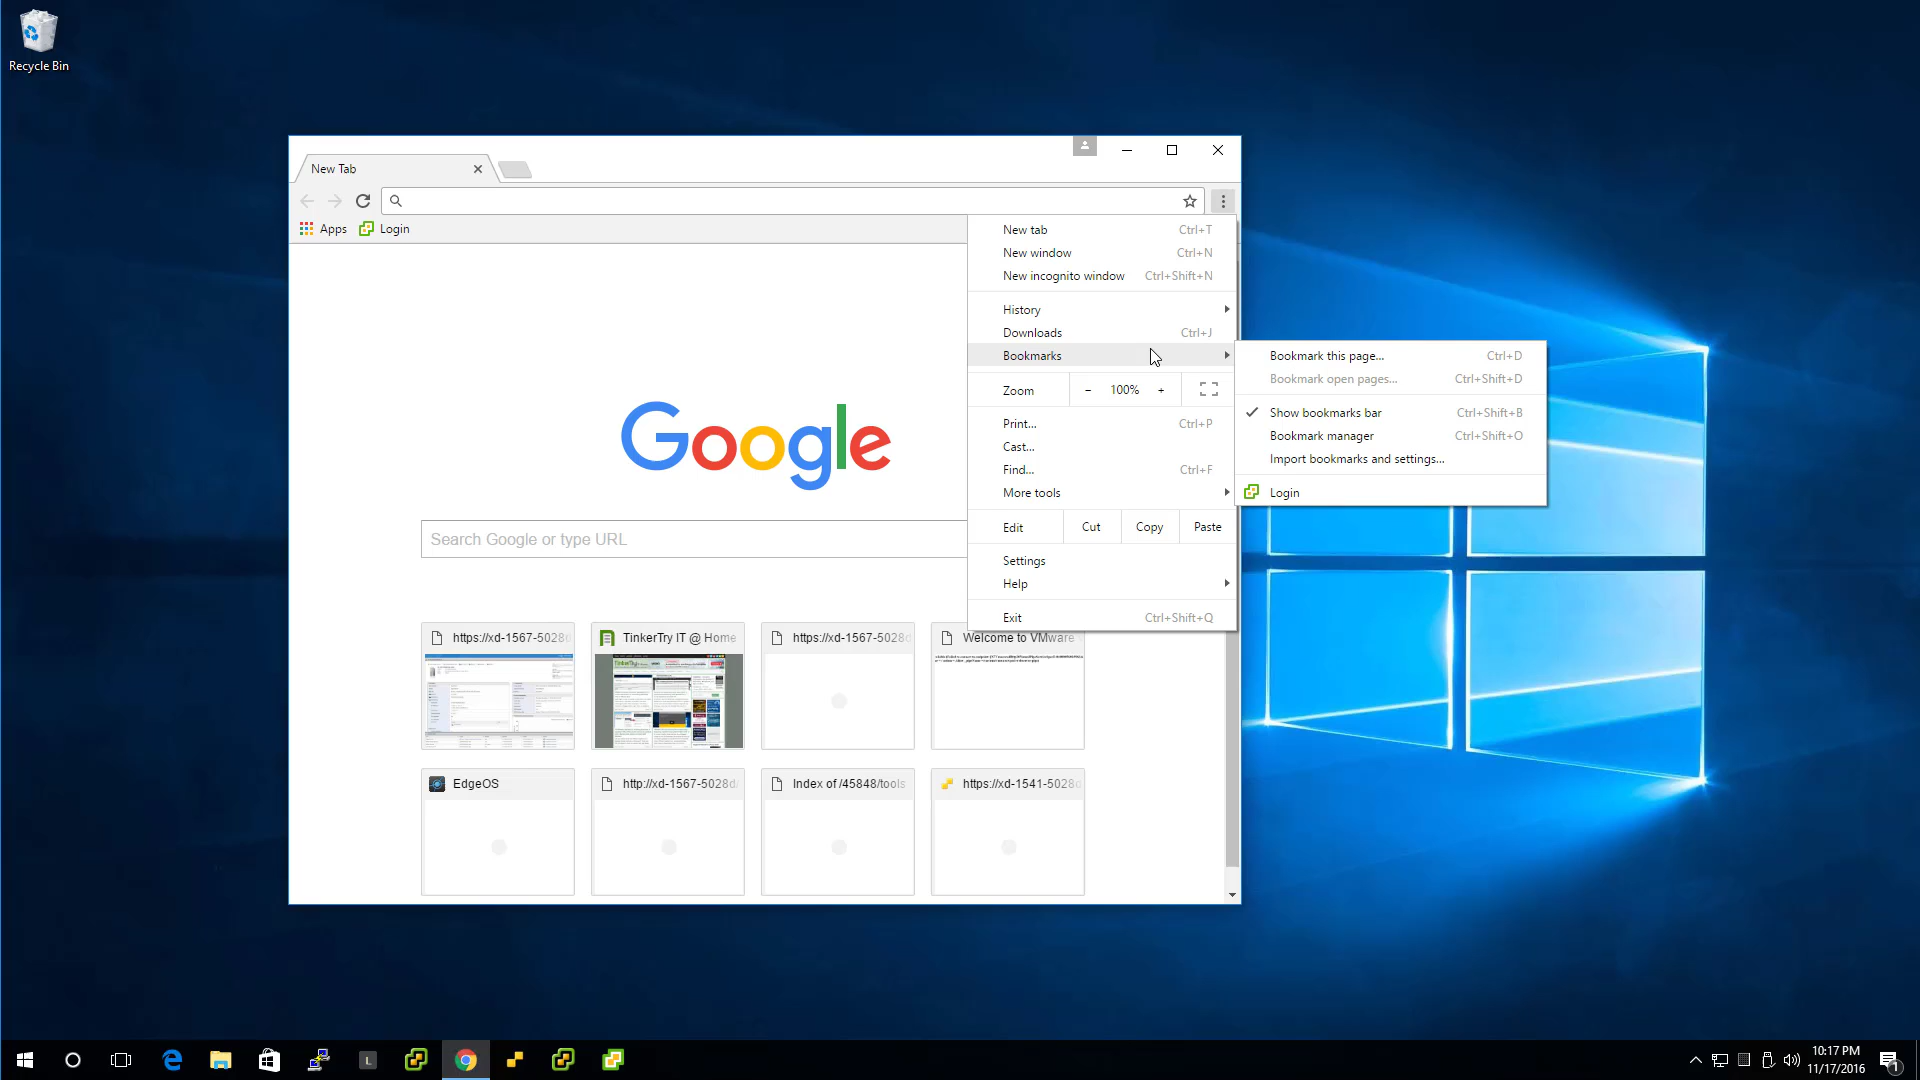 Recycle Bin
New Tab
Apps
Login
New tab Ctrl+T
New window Ctrl+N
New incognito window Ctrl+Shift+N
History
Downloads Ctrl+J
Bookmarks
Zoom - 100% +
Print... Ctrl+P
Cast...
Find... Ctrl+F
More tools
Edit Cut Copy Paste
Settings
Help
Exit Ctrl+Shift+Q
Bookmark this page... Ctrl+D
Bookmark open pages... Ctrl+Shift+D
Show bookmarks bar Ctrl+Shift+B
Bookmark manager Ctrl+Shift+O
Import bookmarks and settings...
Login
Google
Search Google or type URL
https://xd-1567-5028d
TinkerTry IT @ Home
https://xd-1567-5028d
Welcome to VMware
EdgeOS
http://xd-1567-5028d/
Index of /45848/tools
https://xd-1541-5028d
L
10:17 PM
11/17/2016
1